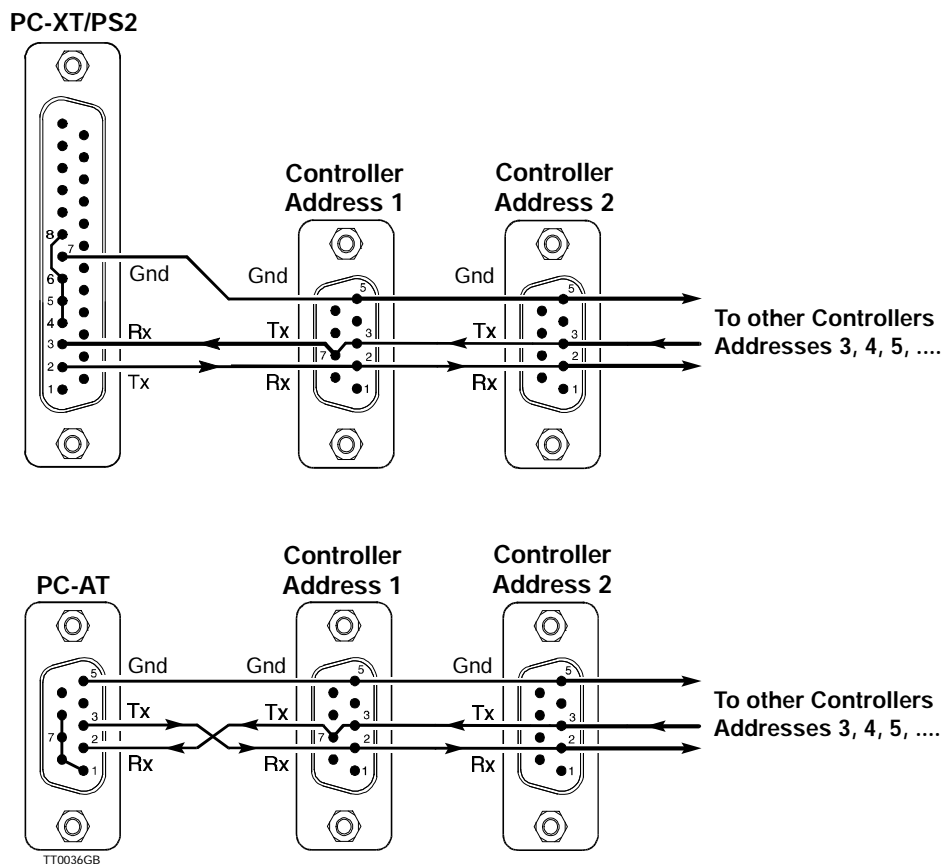 PC-XT/PS2
Controller
Address 1
Controller
Address 2
8
7
6
5
4
3
2
1
Gnd
Rx
Tx
Gnd
Tx
Rx
5
3
7
2
1
Gnd
Tx
Rx
5
3
2
1
To other Controllers
Addresses 3, 4, 5, ....
PC-AT
Controller
Address 1
Controller
Address 2
5
3
7
2
1
Gnd
Tx
Rx
Gnd
Tx
Rx
5
3
7
2
1
Gnd
Tx
Rx
5
3
2
1
To other Controllers
Addresses 3, 4, 5, ....
TT0036GB